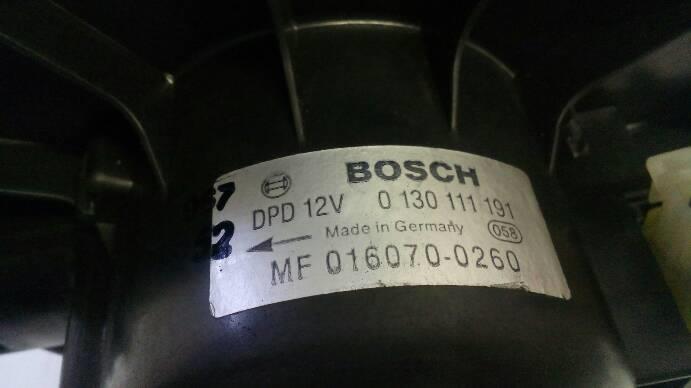 BOSCH
DPD 12V 0 130 111 191
Made in Germany 058
MF 016070-0260